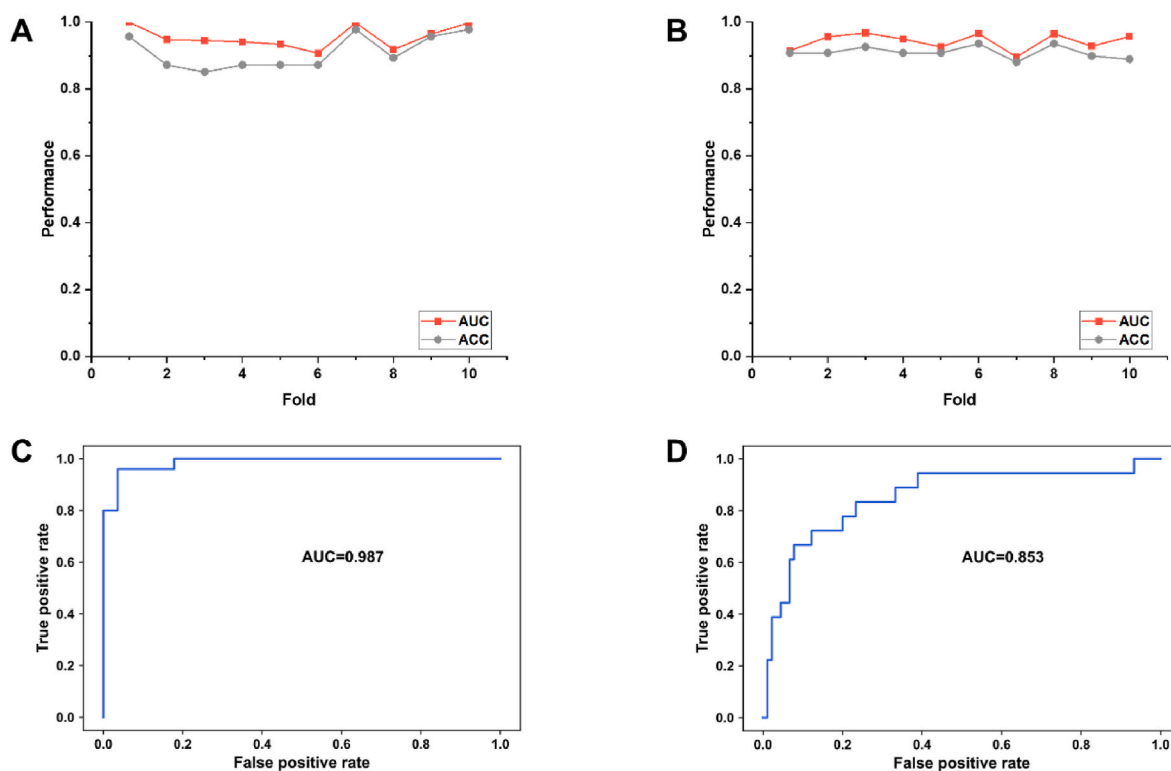 A
Performance
1.0
0.8
0.6
0.4
0.2
0.0
AUC
ACC
0 2 4 6 8 10
Fold
B
Performance
1.0
0.8
0.6
0.4
0.2
0.0
AUC
ACC
0 2 4 6 8 10
Fold
C
True positive rate
1.0
0.8
0.6
0.4
0.2
0.0
AUC=0.987
0.0 0.2 0.4 0.6 0.8 1.0
False positive rate
D
True positive rate
1.0
0.8
0.6
0.4
0.2
0.0
AUC=0.853
0.0 0.2 0.4 0.6 0.8 1.0
False positive rate